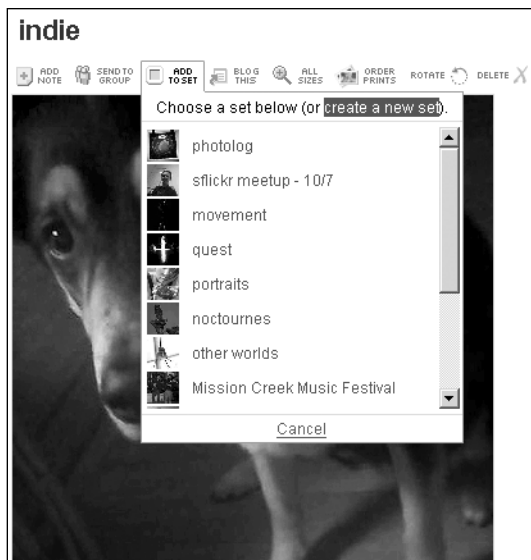 indie
ADD NOTE SEND TO GROUP ADD TO SET BLOG THIS ALL SIZES ORDER PRINTS ROTATE DELETE
Choose a set below (or create a new set).
photolog
sflickr meetup - 10/7
movement
quest
portraits
noctournes
other worlds
Mission Creek Music Festival
Cancel